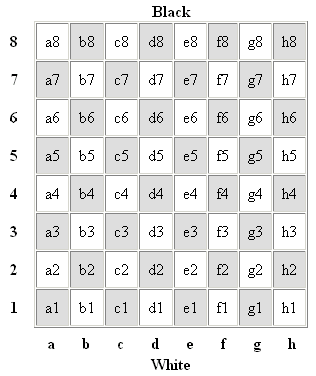 Black
8 a8 b8 c8 d8 e8 f8 g8 h8
7 a7 b7 c7 d7 e7 f7 g7 h7
6 a6 b6 c6 d6 e6 f6 g6 h6
5 a5 b5 c5 d5 e5 f5 g5 h5
4 a4 b4 c4 d4 e4 f4 g4 h4
3 a3 b3 c3 d3 e3 f3 g3 h3
2 a2 b2 c2 d2 e2 f2 g2 h2
1 a1 b1 c1 d1 e1 f1 g1 h1
a b c d e f g h
White